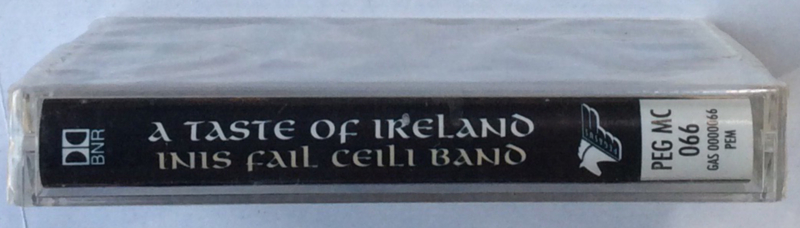 BNR
A TASTE OF IRELAND
INIS FAIL CEILI BAND
PEG MC
066
GAS 0000066
PEM